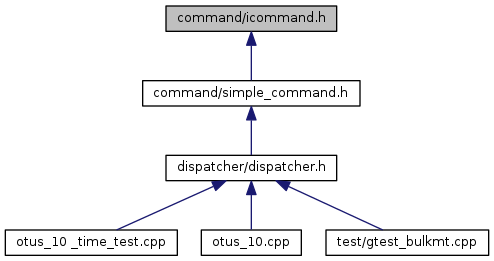 command/icommand.h
command/simple_command.h
dispatcher/dispatcher.h
otus_10 _time_test.cpp
otus_10.cpp
test/gtest_bulkmt.cpp